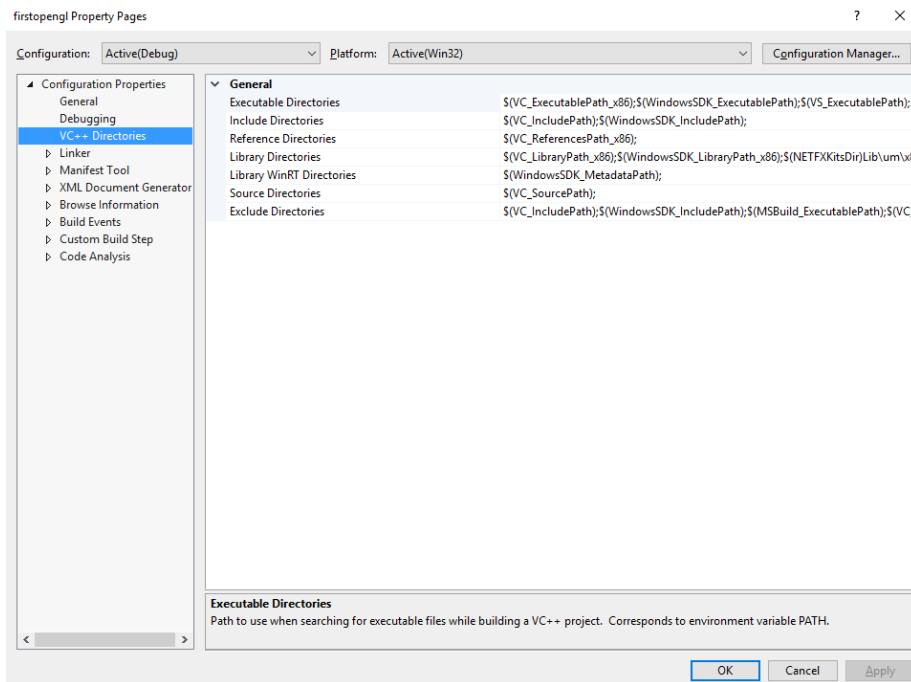 firstopengl Property Pages ? ×
Configuration: Active(Debug) Platform: Active(Win32) Configuration Manager...
Configuration Properties
General
Debugging
VC++ Directories
Linker
Manifest Tool
XML Document Generator
Browse Information
Build Events
Custom Build Step
Code Analysis
General
Executable Directories $(VC_ExecutablePath_x86);$(WindowsSDK_ExecutablePath);$(VS_ExecutablePath);
Include Directories $(VC_IncludePath);$(WindowsSDK_IncludePath);
Reference Directories $(VC_ReferencesPath_x86);
Library Directories $(VC_LibraryPath_x86);$(WindowsSDK_LibraryPath_x86);$(NETFXKitsDir)Lib\um\x
Library WinRT Directories $(WindowsSDK_MetadataPath);
Source Directories $(VC_SourcePath);
Exclude Directories $(VC_IncludePath);$(WindowsSDK_IncludePath);$(MSBuild_ExecutablePath);$(VC_
Executable Directories
Path to use when searching for executable files while building a VC++ project. Corresponds to environment variable PATH.
OK Cancel Apply